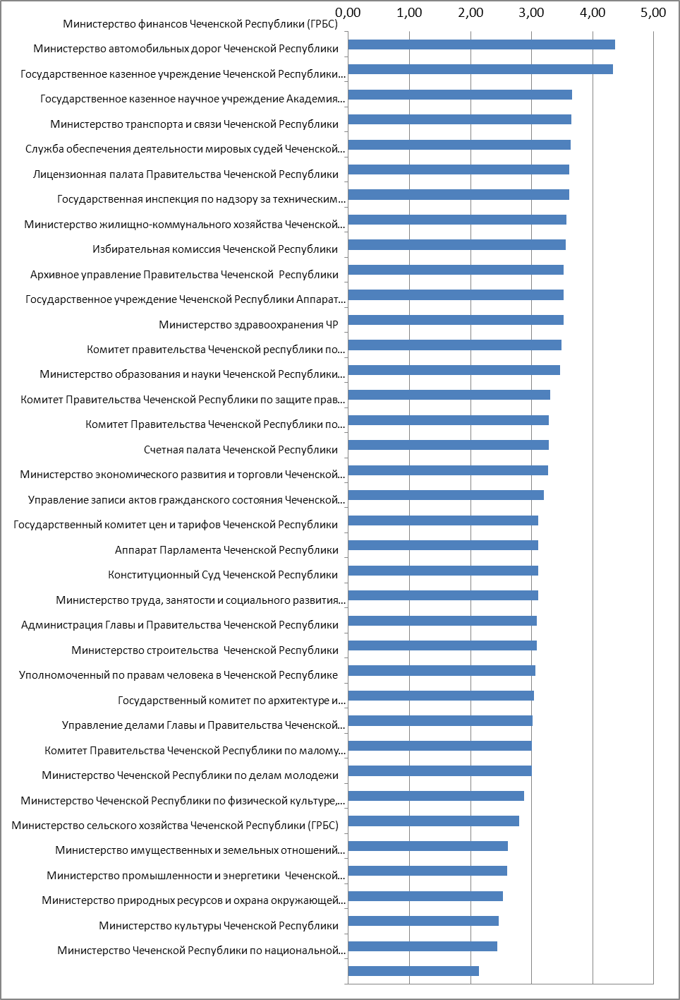 0,00 1,00 2,00 3,00 4,00 5,00
Министерство финансов Чеченской Республики (ГРБС)
Министерство автомобильных дорог Чеченской Республики
Государственное казенное учреждение Чеченской Республики...
Государственное казенное научное учреждение Академия...
Министерство транспорта и связи Чеченской Республики
Служба обеспечения деятельности мировых судей Чеченской...
Лицензионная палата Правительства Чеченской Республики
Государственная инспекция по надзору за техническим...
Министерство жилищно-коммунального хозяйства Чеченской...
Избирательная комиссия Чеченской Республики
Архивное управление Правительства Чеченской  Республики
Государственное учреждение Чеченской Республики Аппарат...
Министерство здравоохранения ЧР
Комитет правительства Чеченской республики по...
Министерство образования и науки Чеченской Республики...
Комитет Правительства Чеченской Республики по защите прав...
Комитет Правительства Чеченской Республики по...
Счетная палата Чеченской Республики
Министерство экономического развития и торговли Чеченской...
Управление записи актов гражданского состояния Чеченской...
Государственный комитет цен и тарифов Чеченской Республики
Аппарат Парламента Чеченской Республики
Конституционный Суд Чеченской Республики
Министерство труда, занятости и социального развития...
Администрация Главы и Правительства Чеченской Республики
Министерство строительства  Чеченской Республики
Уполномоченный по правам человека в Чеченской Республике
Государственный комитет по архитектуре и...
Управление делами Главы и Правительства Чеченской...
Комитет Правительства Чеченской Республики по малому...
Министерство Чеченской Республики по делам молодежи
Министерство Чеченской Республики по физической культуре,...
Министерство сельского хозяйства Чеченской Республики (ГРБС)
Министерство имущественных и земельных отношений...
Министерство промышленности и энергетики  Чеченской...
Министерство природных ресурсов и охрана окружающей...
Министерство культуры Чеченской Республики
Министерство Чеченской Республики по национальной...